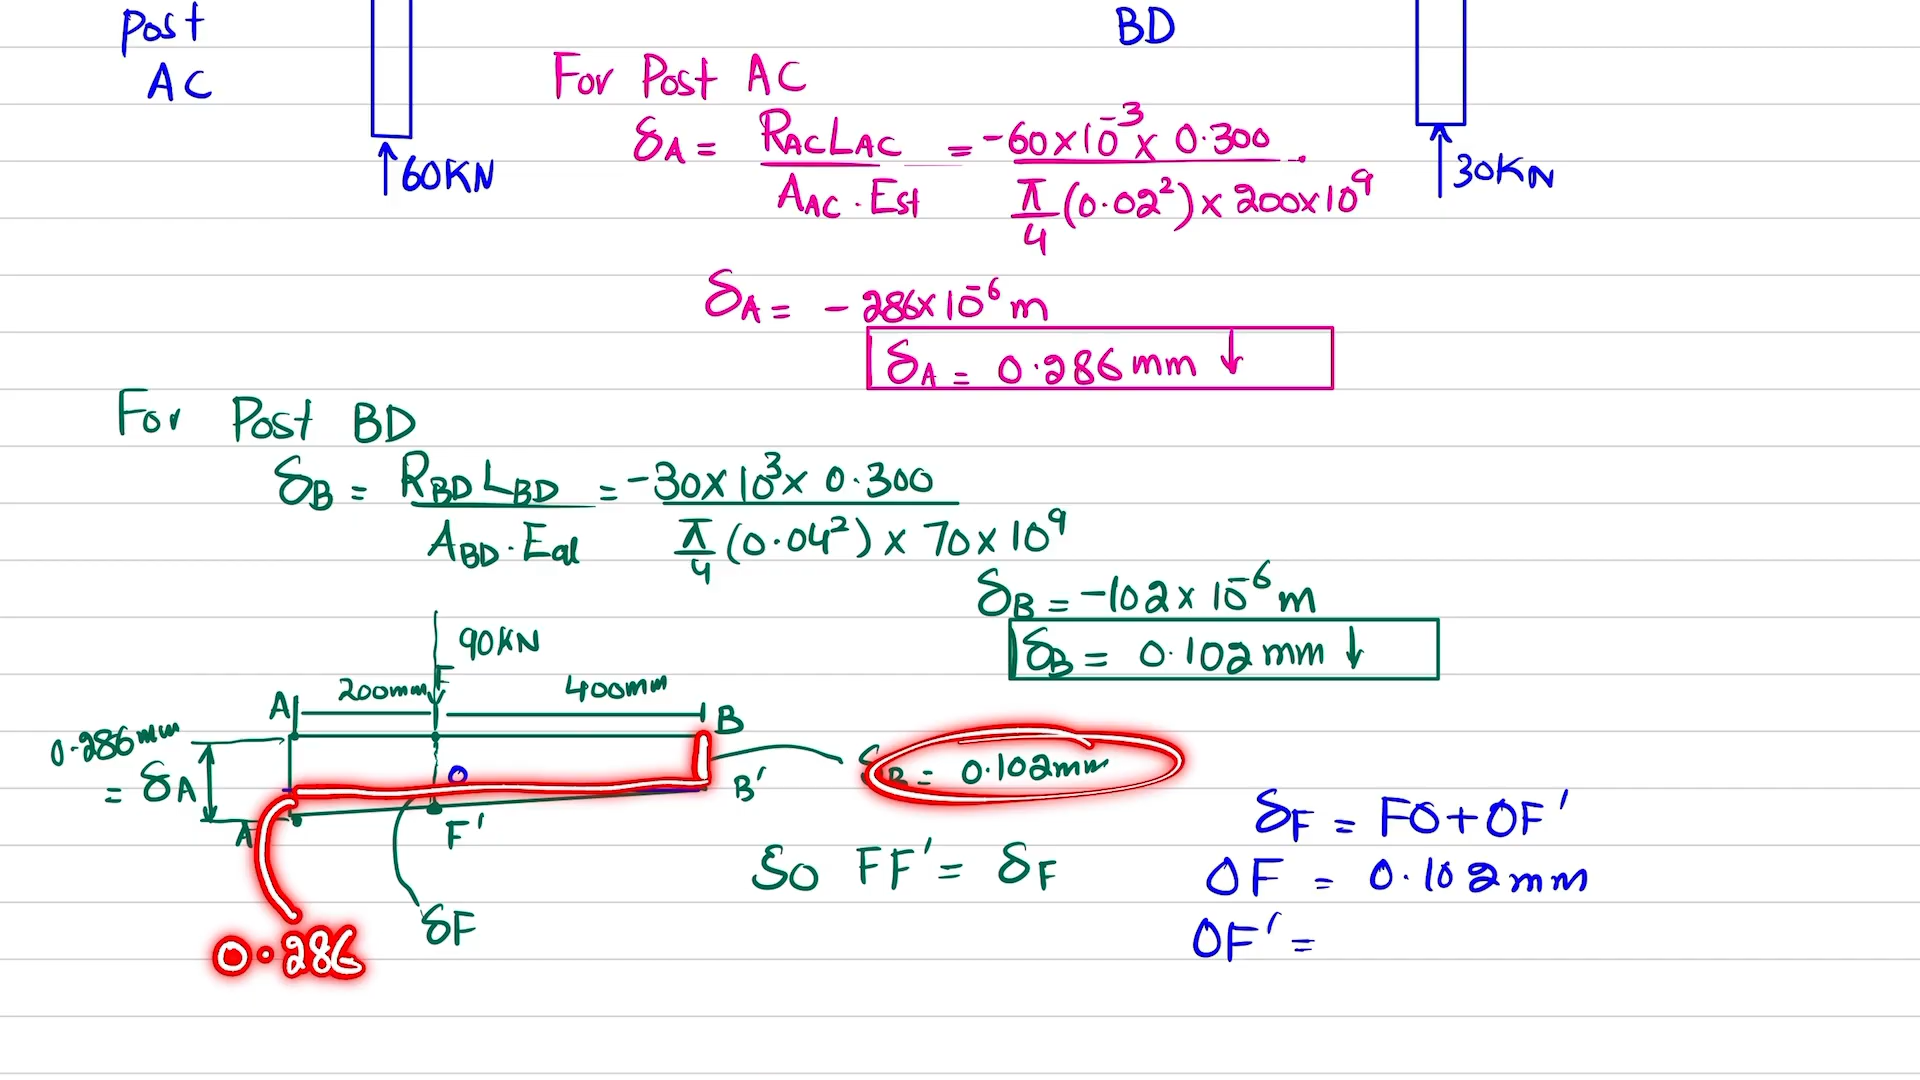 Post
AC
BD
↑60KN
↑30KN
For Post AC
δA = RAC LAC / AAC · Est = -60×10⁻³× 0.300 / π/4 (0.02²) × 200×10⁹
δA = - 286×10⁻⁶ m
δA = 0.286 mm ↓
For Post BD
δB = RBD LBD / ABD · Eal = -30×10³× 0.300 / π/4 (0.04²) × 70×10⁹
δB = -102×10⁻⁶ m
δB = 0.102 mm ↓
90KN
F
A 200mm 400mm B
0.286mm
= δA
O
B'
B = 0.102mm
A
F'
So FF' = δF
δF
0.286
δF = FO + OF'
OF = 0.102mm
OF' =